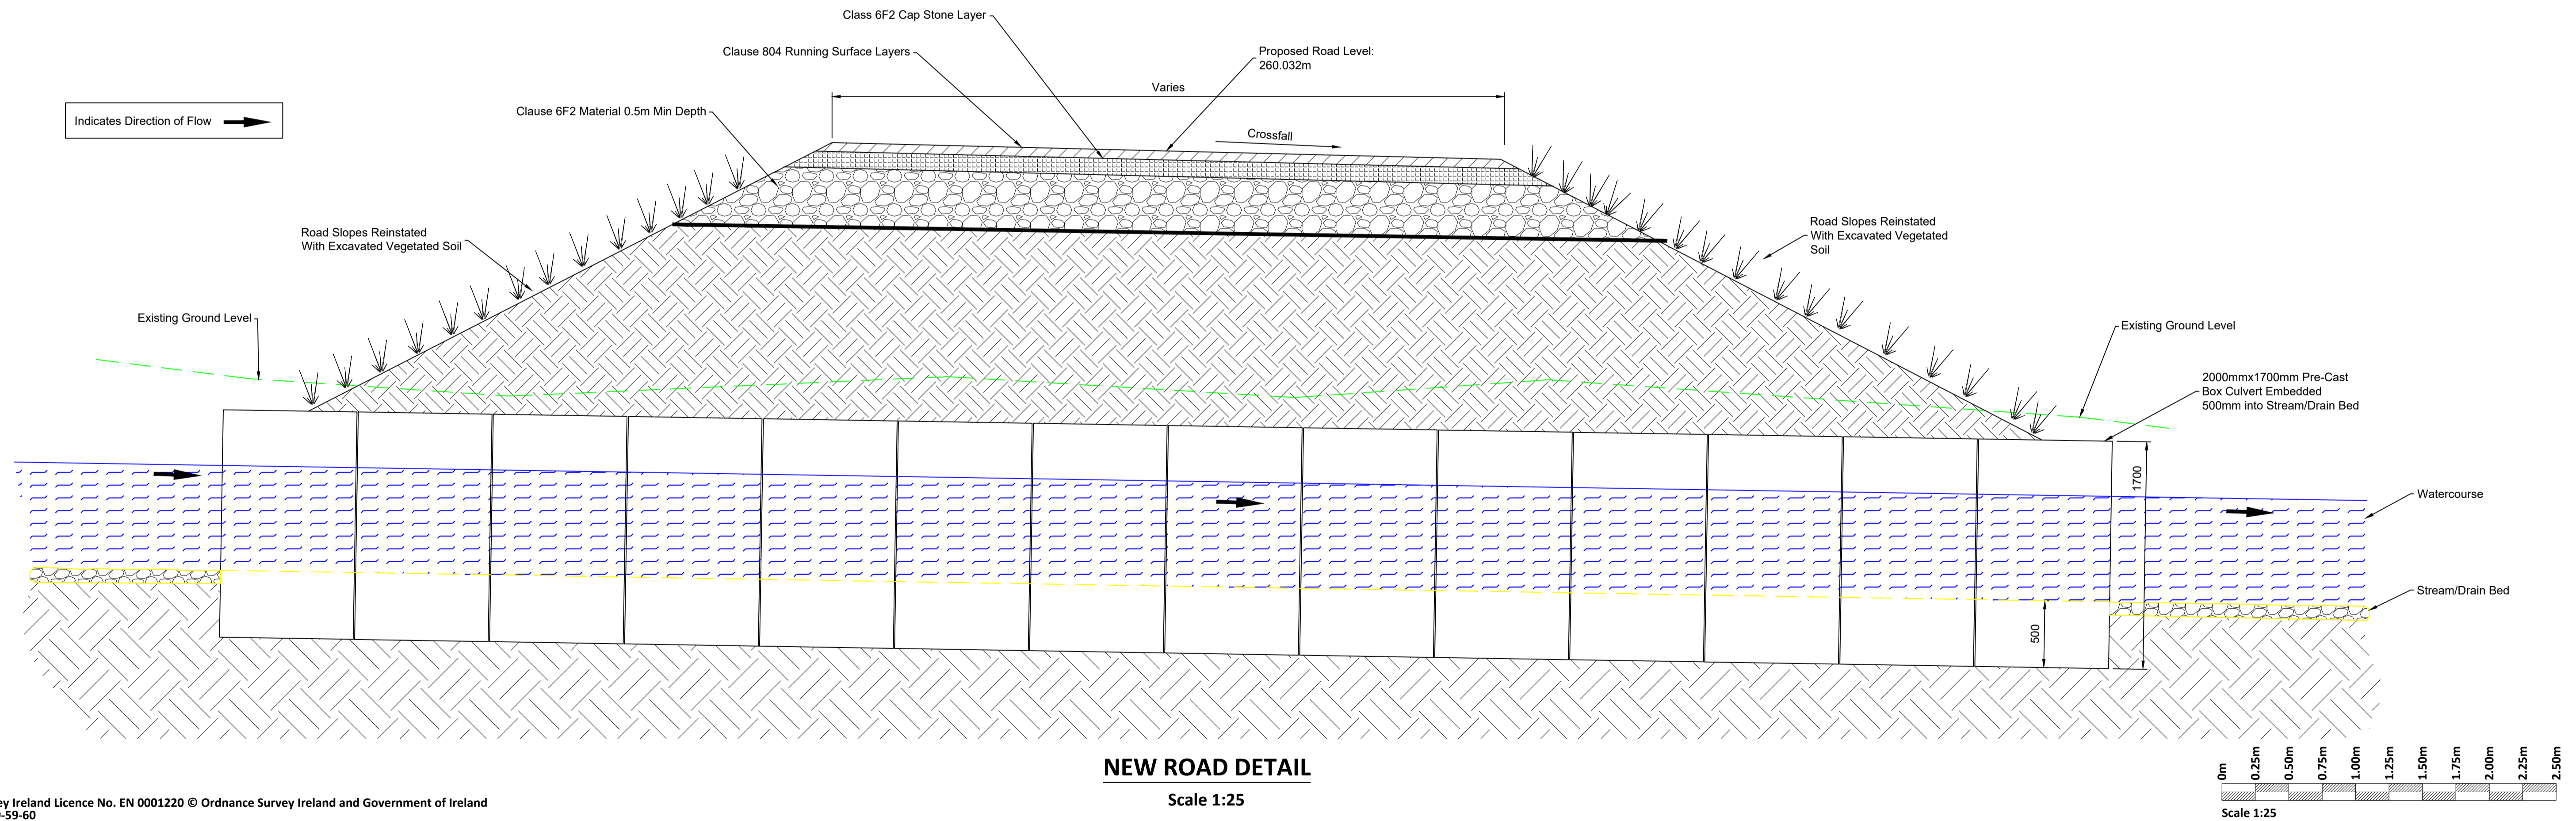 Class 6F2 Cap Stone Layer
Clause 804 Running Surface Layers
Proposed Road Level:
260.032m
Varies
Indicates Direction of Flow
Clause 6F2 Material 0.5m Min Depth
Crossfall
Road Slopes Reinstated
With Excavated Vegetated Soil
Road Slopes Reinstated
With Excavated Vegetated
Soil
Existing Ground Level
Existing Ground Level
2000mmx1700mm Pre-Cast
Box Culvert Embedded
500mm into Stream/Drain Bed
1700
Watercourse
Stream/Drain Bed
500
NEW ROAD DETAIL
Scale 1:25
0m
0.25m
0.50m
0.75m
1.00m
1.25m
1.50m
1.75m
2.00m
2.25m
2.50m
Scale 1:25
ey Ireland Licence No. EN 0001220 © Ordnance Survey Ireland and Government of Ireland
-59-60